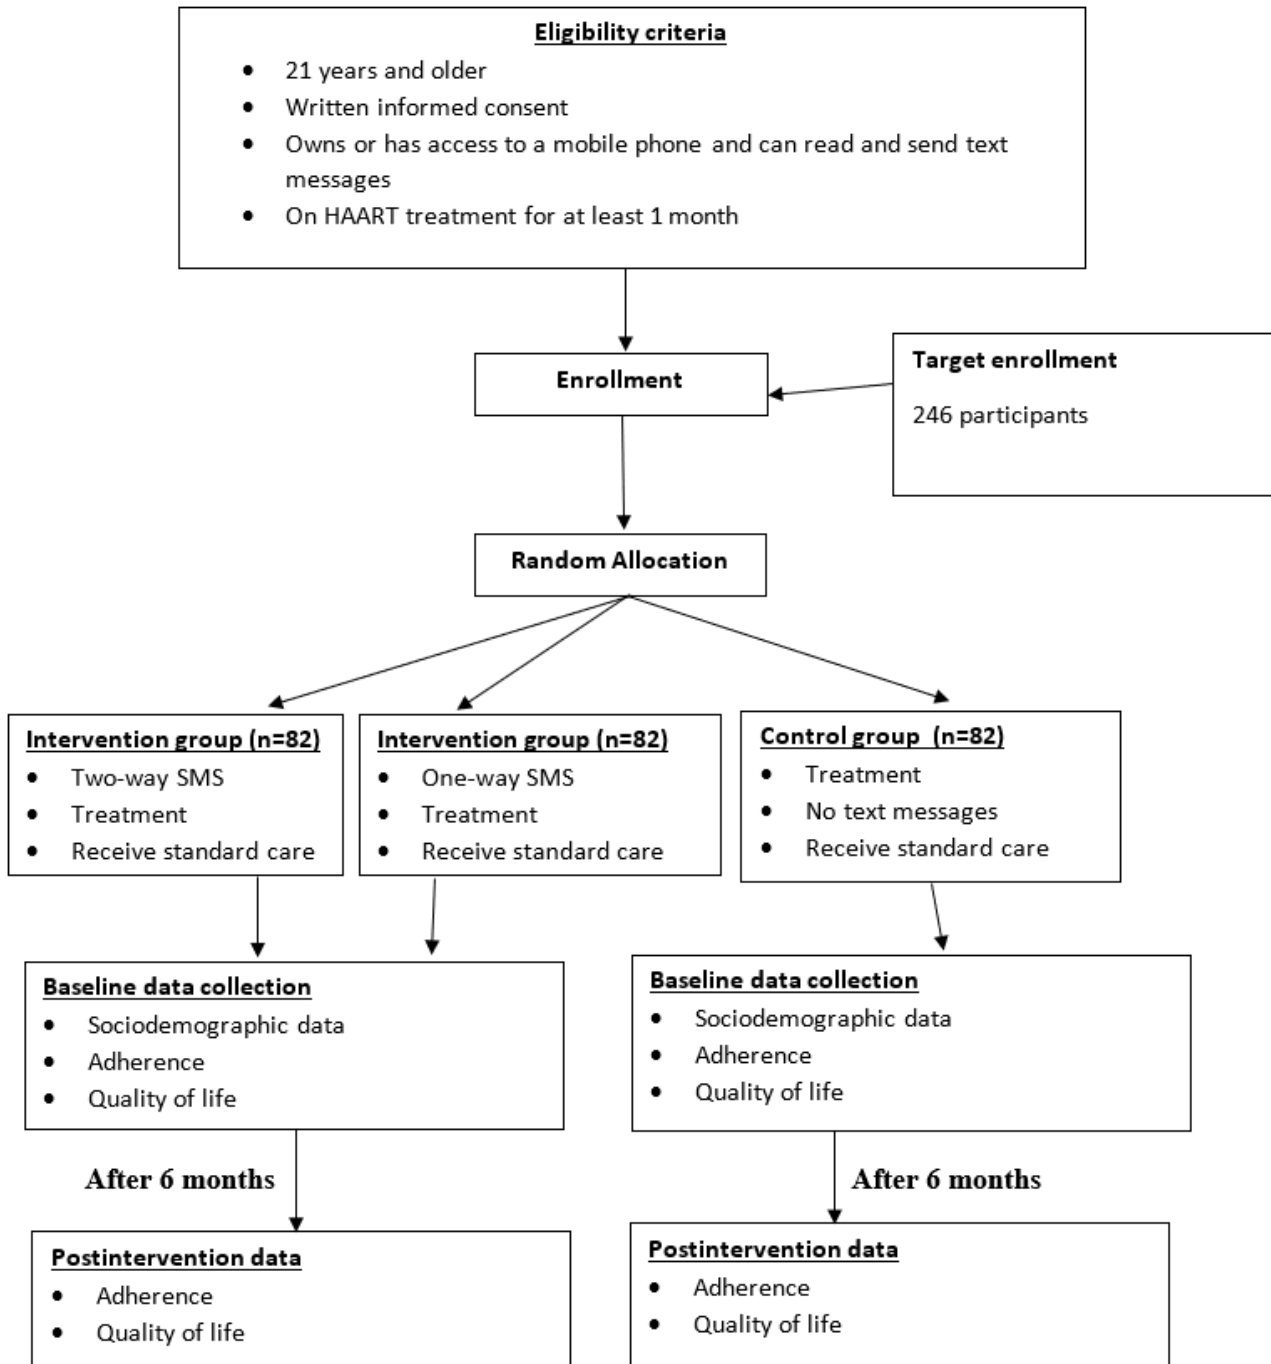 Eligibility criteria
• 21 years and older
• Written informed consent
• Owns or has access to a mobile phone and can read and send text
messages
• On HAART treatment for at least 1 month
Enrollment
Target enrollment
246 participants
Random Allocation
Intervention group (n=82)
• Two-way SMS
• Treatment
• Receive standard care
Intervention group (n=82)
• One-way SMS
• Treatment
• Receive standard care
Control group (n=82)
• Treatment
• No text messages
• Receive standard care
Baseline data collection
• Sociodemographic data
• Adherence
• Quality of life
Baseline data collection
• Sociodemographic data
• Adherence
• Quality of life
After 6 months
After 6 months
Postintervention data
• Adherence
• Quality of life
Postintervention data
• Adherence
• Quality of life